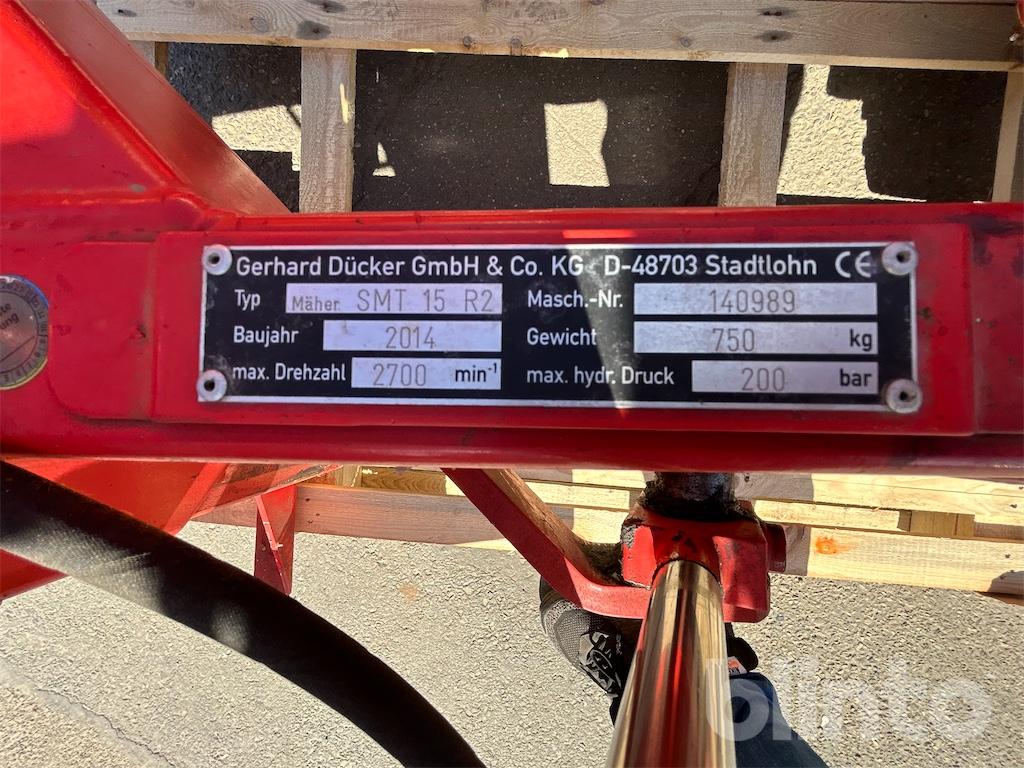 Gerhard Dücker GmbH & Co. KG · D-48703 Stadtlohn CE
Typ Mäher SMT 15 R2 Masch.-Nr. 140989
Baujahr 2014 Gewicht 750 kg
max. Drehzahl 2700 min⁻¹ max. hydr. Druck 200 bar
blinto